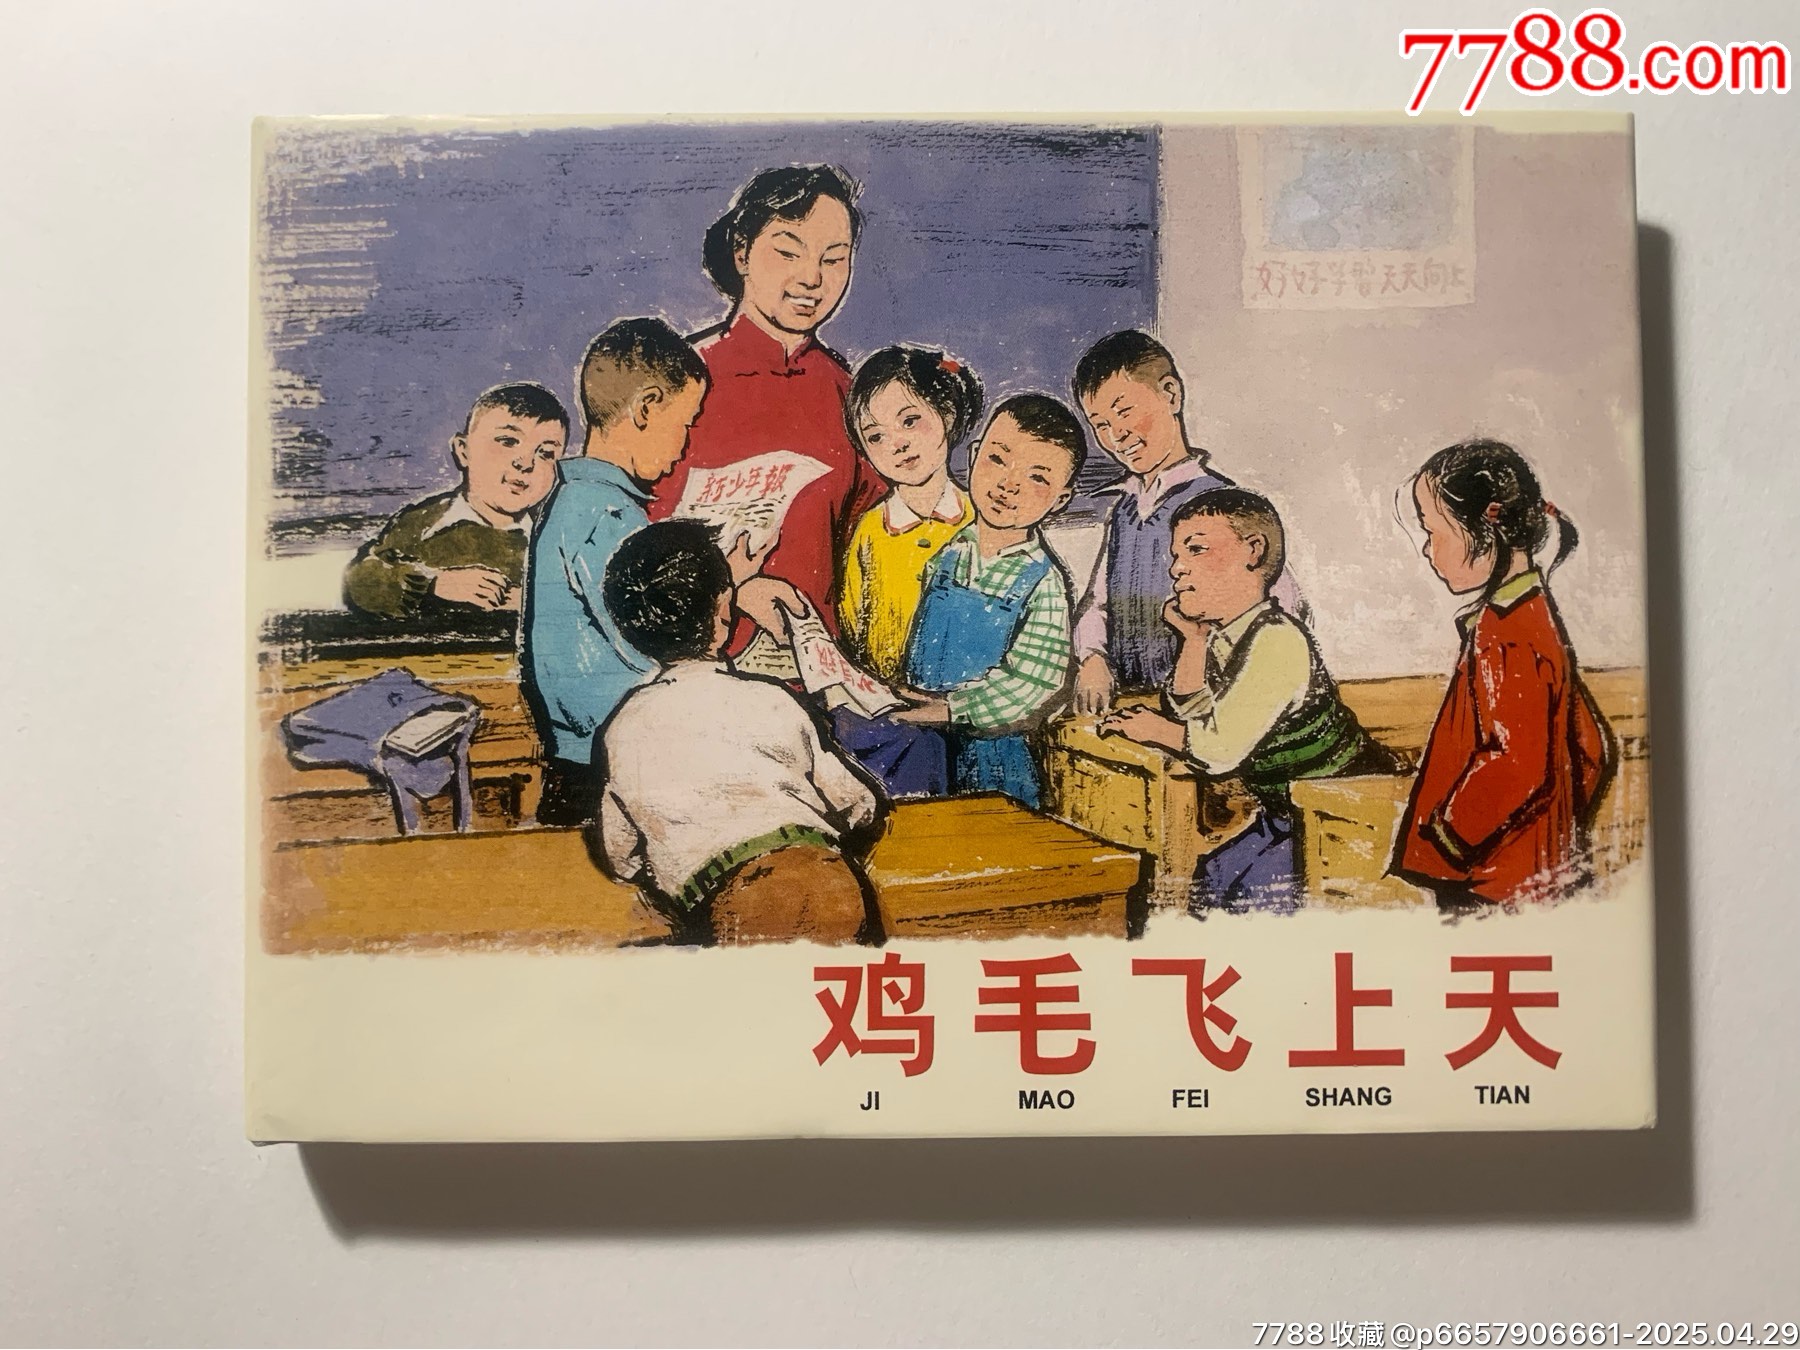 7788.com
好好学习天天向上
新少年報
鸡毛飞上天
JI MAO FEI SHANG TIAN
7788收藏@p6657906661-2025.04.29